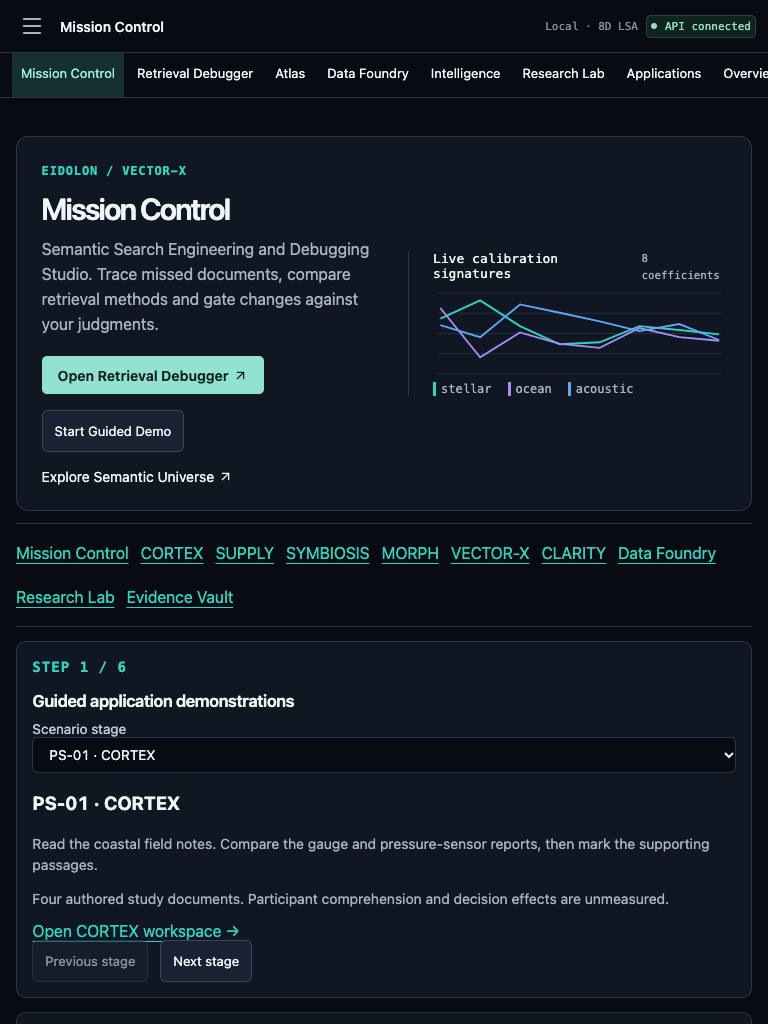 Mission Control
Local · 8D LSA
API connected
Mission Control Retrieval Debugger Atlas Data Foundry Intelligence Research Lab Applications
EIDOLON / VECTOR-X
Mission Control
Semantic Search Engineering and Debugging
Studio. Trace missed documents, compare
retrieval methods and gate changes against
your judgments.
Open Retrieval Debugger ↗
Start Guided Demo
Explore Semantic Universe ↗
Live calibration
signatures
8
coefficients
stellar ocean acoustic
Mission Control CORTEX SUPPLY SYMBIOSIS MORPH VECTOR-X CLARITY Data Foundry
Research Lab Evidence Vault
STEP 1 / 6
Guided application demonstrations
Scenario stage
PS-01 · CORTEX
PS-01 · CORTEX
Read the coastal field notes. Compare the gauge and pressure-sensor reports, then mark the supporting
passages.
Four authored study documents. Participant comprehension and decision effects are unmeasured.
Open CORTEX workspace →
Previous stage Next stage